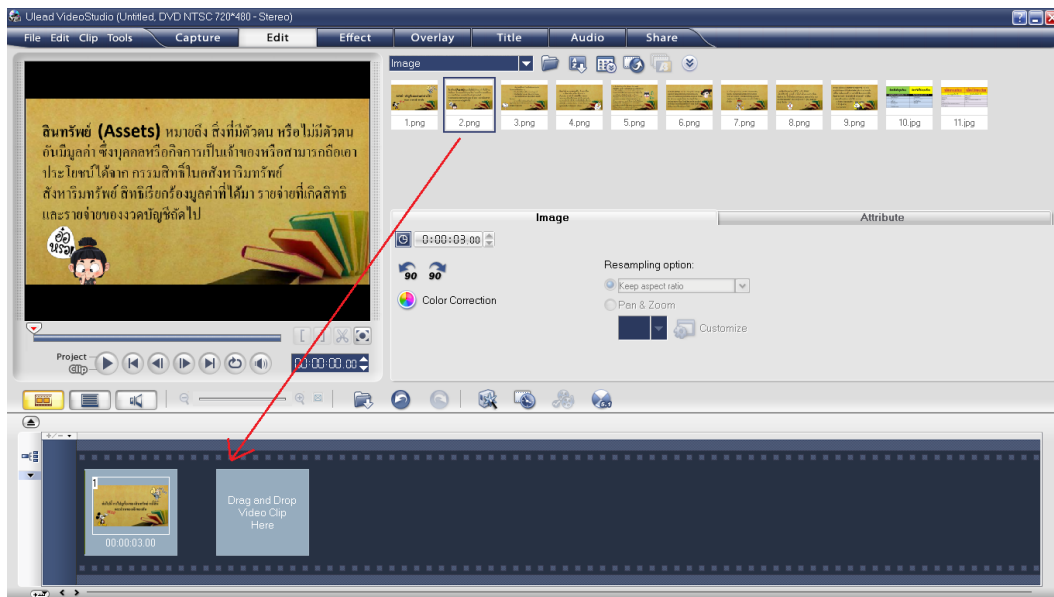 Ulead VideoStudio (Untitled, DVD NTSC 720*480 - Stereo)
File Edit Clip Tools Capture Edit Effect Overlay Title Audio Share
Image
1.png 2.png 3.png 4.png 5.png 6.png 7.png 8.png 9.png 10.jpg 11.jpg
สินทรัพย์ (Assets) หมายถึง สิ่งที่มีตัวตน หรือไม่มีตัวตน
อันมีมูลค่า ซึ่งบุคคลหรือกิจการเป็นเจ้าของหรือสามารถถือเอา
ประโยชน์ได้จาก กรรมสิทธิ์ในอสังหาริมทรัพย์
สังหาริมทรัพย์ สิทธิเรียกร้องมูลค่าที่ได้มา รายจ่ายที่เกิดสิทธิ
และรายจ่ายของงวดบัญชีถัดไป
อ๋อ
หรอ
Image Attribute
0:00:03.00
90 90
Color Correction
Resampling option:
Keep aspect ratio
Pan & Zoom
Customize
Project
Clip
00:00:00.00
1
00:00:03.00
Drag and Drop
Video Clip
Here